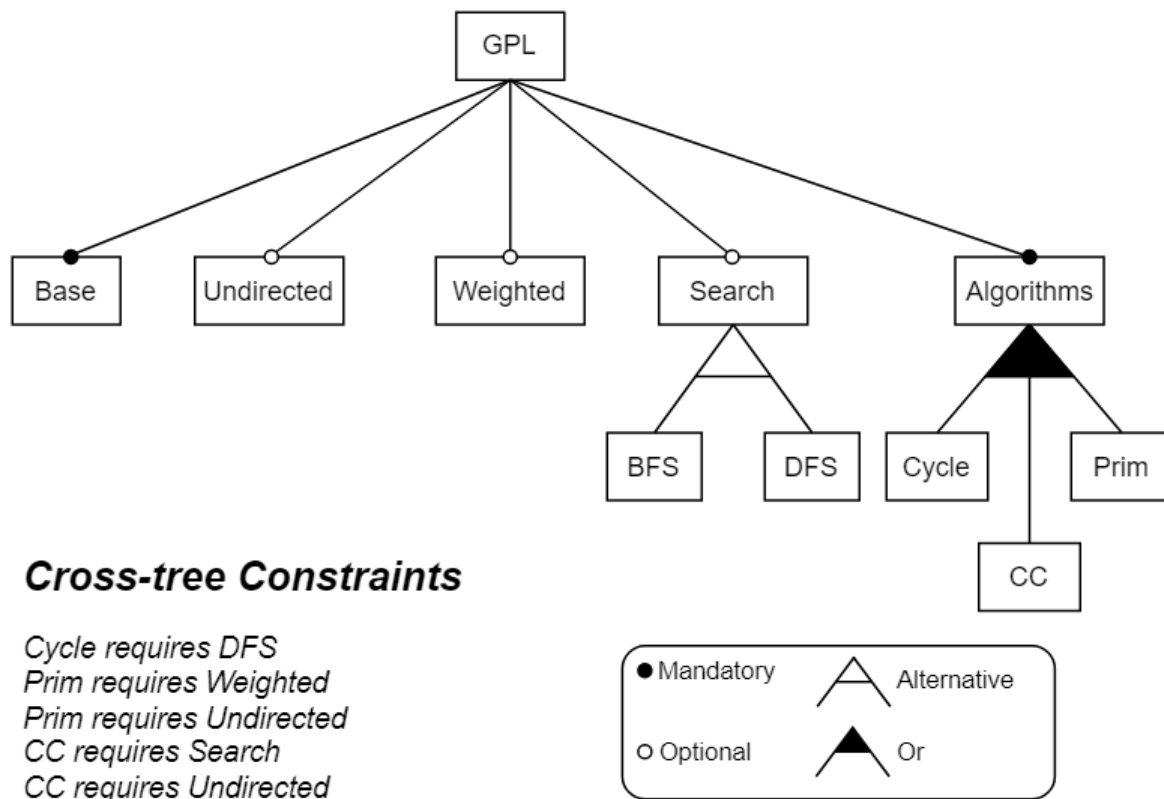 GPL
Base
Undirected
Weighted
Search
Algorithms
BFS
DFS
Cycle
Prim
CC
Cross-tree Constraints
Cycle requires DFS
Prim requires Weighted
Prim requires Undirected
CC requires Search
CC requires Undirected
Mandatory
Alternative
Optional
Or